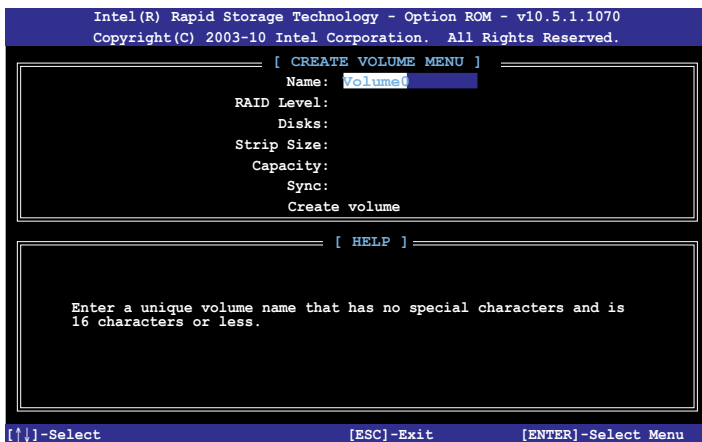 Intel(R) Rapid Storage Technology - Option ROM - v10.5.1.1070
Copyright(C) 2003-10 Intel Corporation. All Rights Reserved.
[ CREATE VOLUME MENU ]
Name: Volume0
RAID Level:
Disks:
Strip Size:
Capacity:
Sync:
Create volume
[ HELP ]
Enter a unique volume name that has no special characters and is
16 characters or less.
[↑↓]-Select [ESC]-Exit [ENTER]-Select Menu